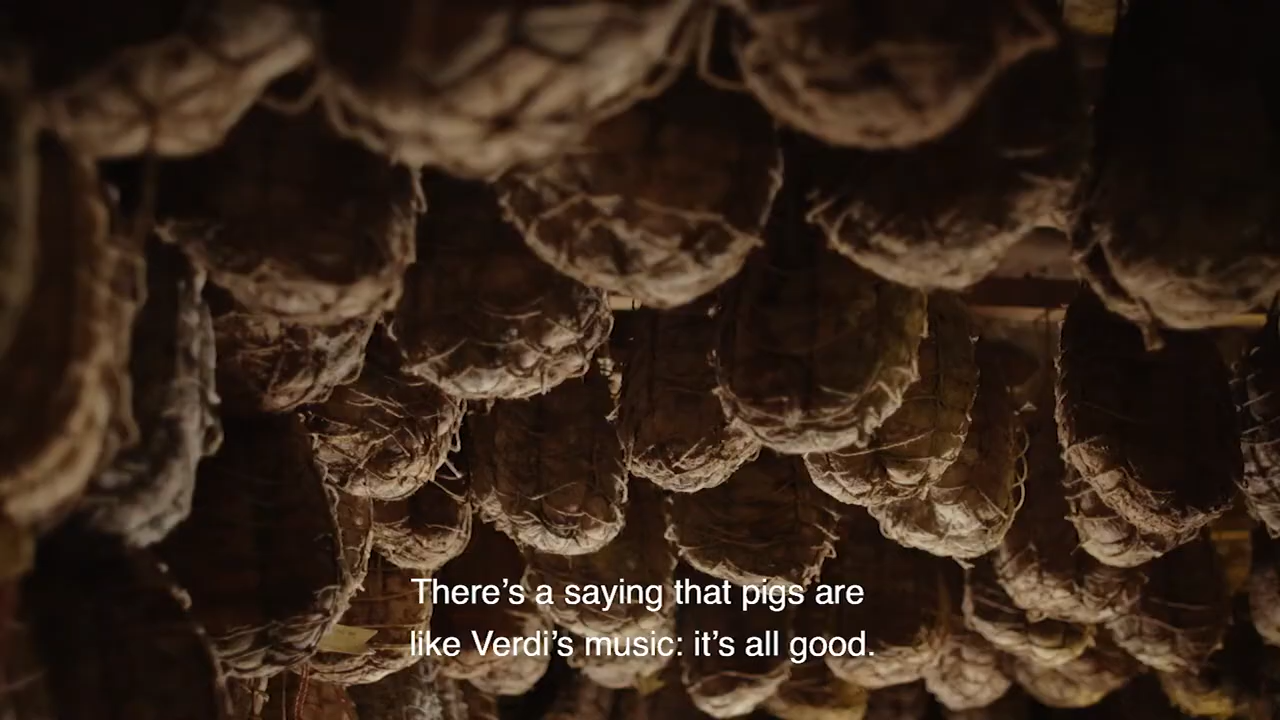 There’s a saying that pigs are
like Verdi’s music: it’s all good.